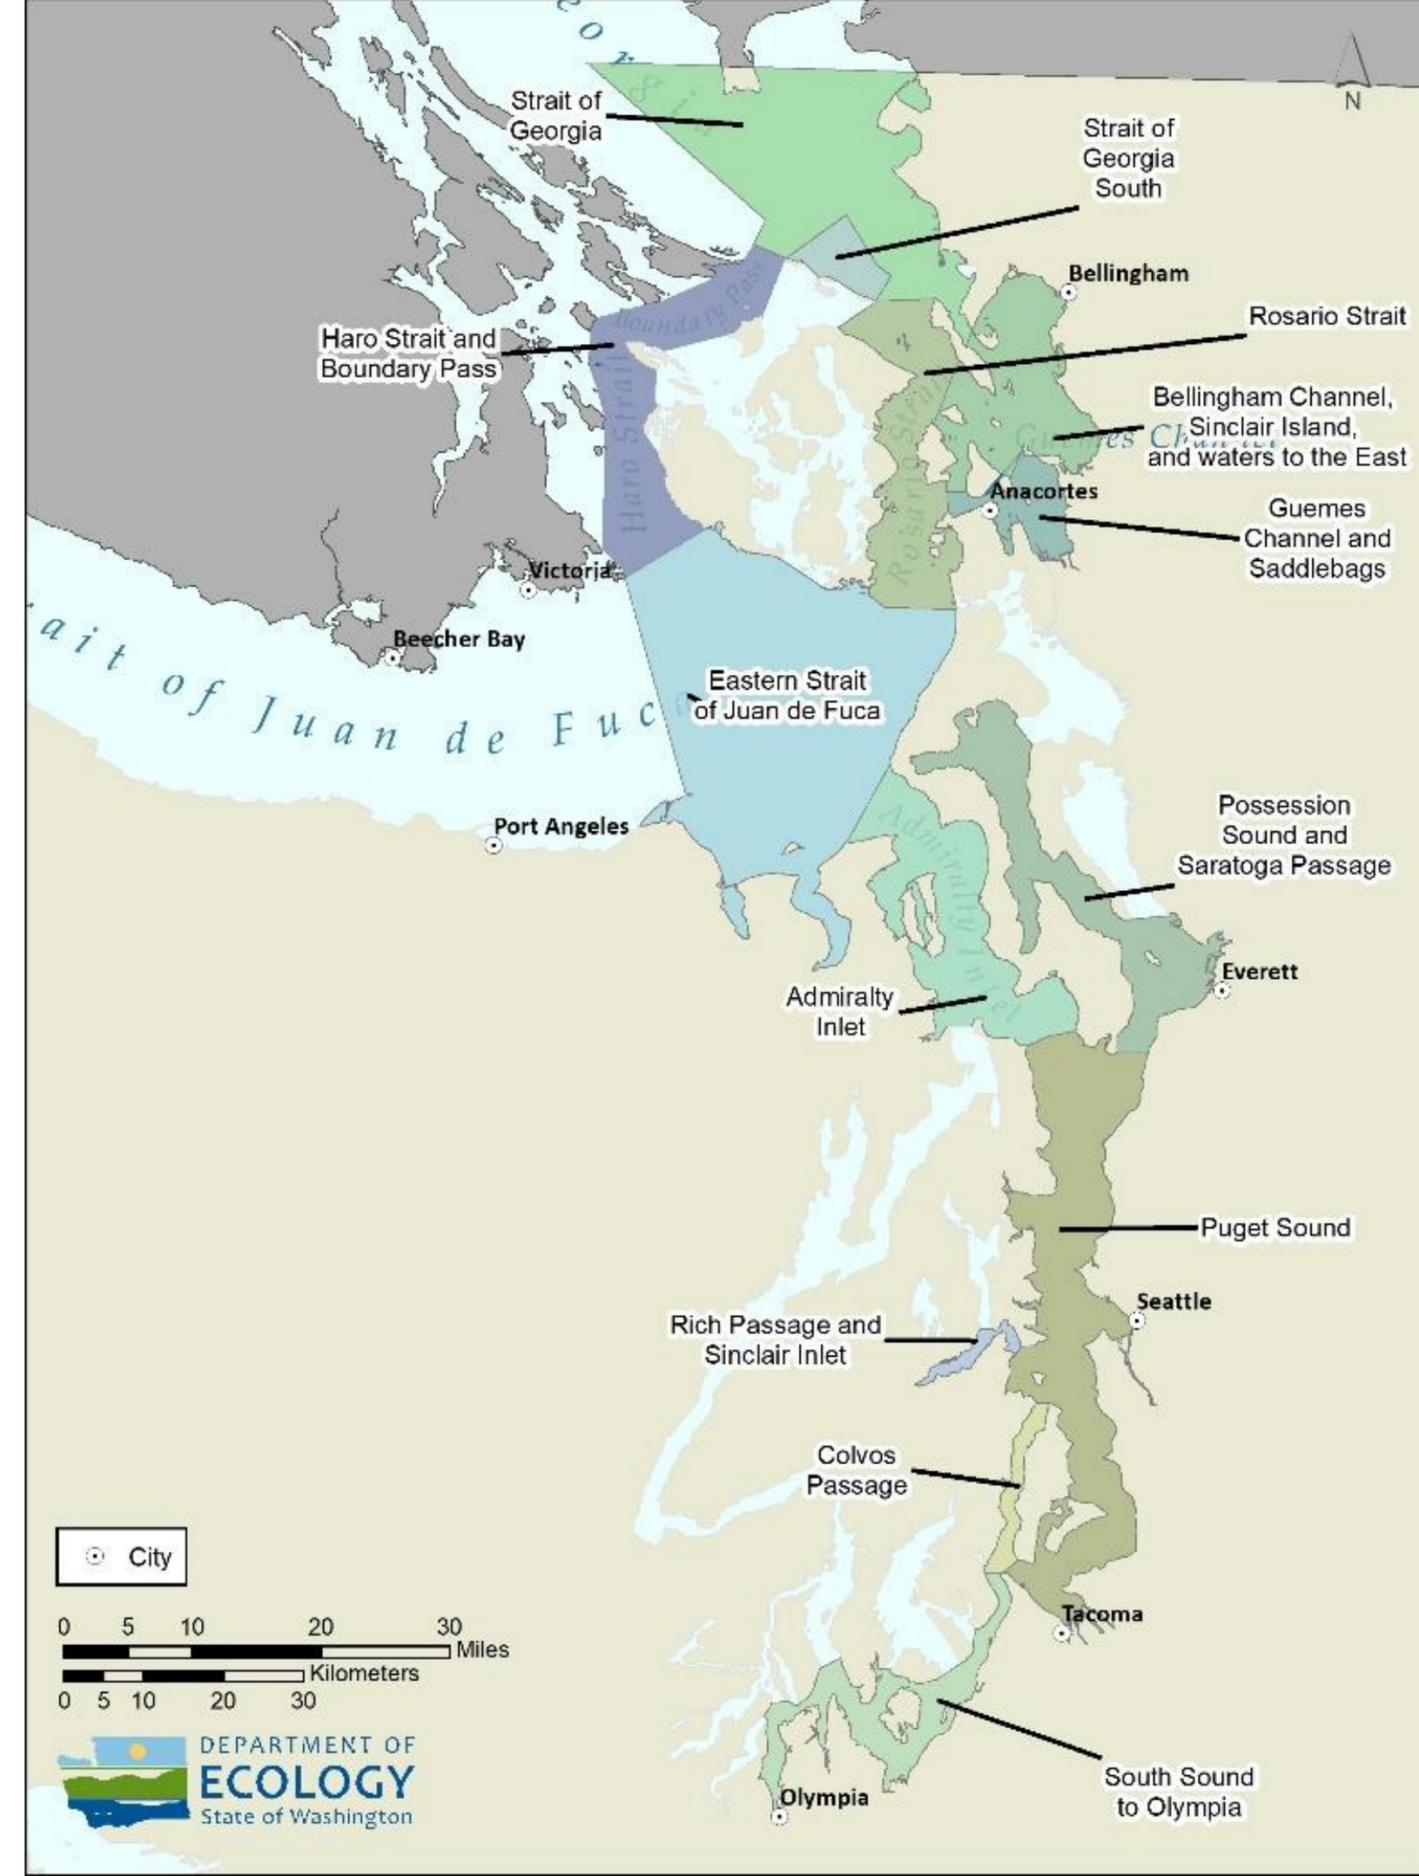 eorgia
N
Strait of
Georgia
Strait of
Georgia
South
Bellingham
Boundary Pass
Rosario Strait
Haro Strait and
Boundary Pass
Haro Strait
Rosario Strait
Bellingham Channel,
Sinclair Island,
and waters to the East
Guemes Channel
Anacortes
Guemes
Channel and
Saddlebags
Victoria
Beecher Bay
ait of Juan de Fuca
Eastern Strait
of Juan de Fuca
Port Angeles
Admiralty Inlet
Possession
Sound and
Saratoga Passage
Everett
Admiralty
Inlet
Puget Sound
Seattle
Rich Passage and
Sinclair Inlet
Colvos
Passage
City
0 5 10 20 30
Miles
Kilometers
0 5 10 20 30
Tacoma
DEPARTMENT OF
ECOLOGY
State of Washington
Olympia
South Sound
to Olympia